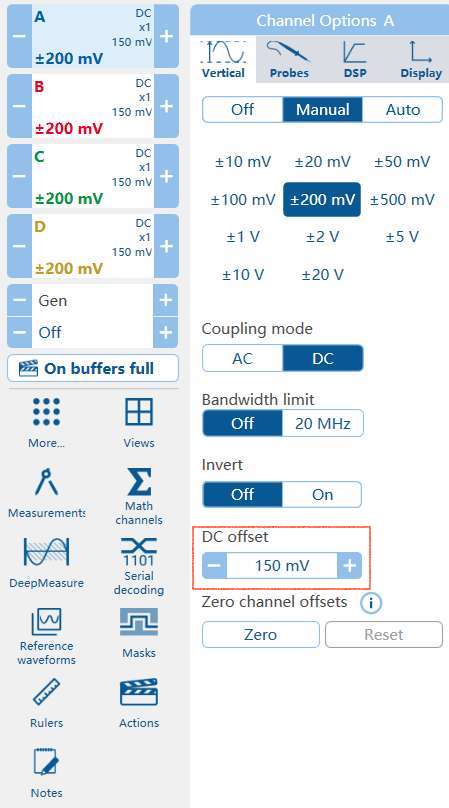 A
DC
x1
150 mV
±200 mV
B
DC
x1
150 mV
±200 mV
C
DC
x1
150 mV
±200 mV
D
DC
x1
150 mV
±200 mV
Gen
Off
On buffers full
More...
Views
Measurements
Math
channels
DeepMeasure
1101
Serial
decoding
Reference
waveforms
Masks
Rulers
Actions
Notes
Channel Options A
Vertical
Probes
DSP
Display
Off Manual Auto
±10 mV ±20 mV ±50 mV
±100 mV ±200 mV ±500 mV
±1 V ±2 V ±5 V
±10 V ±20 V
Coupling mode
AC DC
Bandwidth limit
Off 20 MHz
Invert
Off On
DC offset
150 mV
Zero channel offsets
Zero Reset